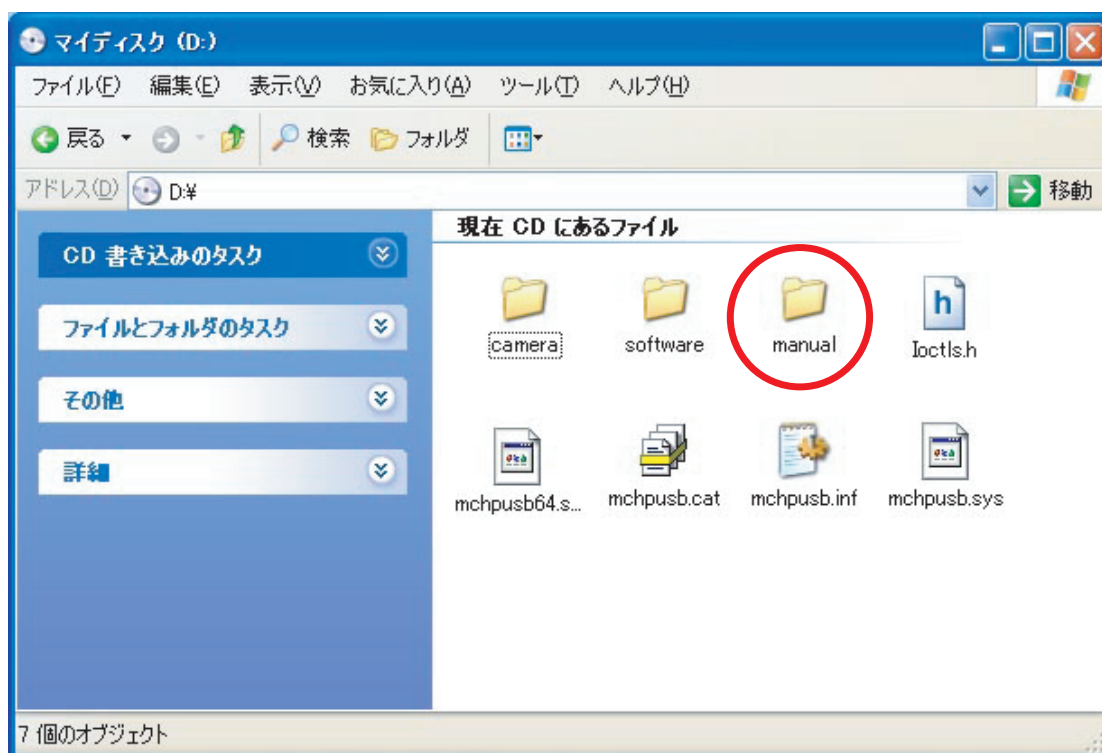 マイディスク (D:)
ファイル(F) 編集(E) 表示(V) お気に入り(A) ツール(T) ヘルプ(H)
戻る 検索 フォルダ
アドレス(D) D:¥ 移動
CD 書き込みのタスク
ファイルとフォルダのタスク
その他
詳細
現在 CD にあるファイル
camera software manual Ioctls.h
mchpusb64.s... mchpusb.cat mchpusb.inf mchpusb.sys
7 個のオブジェクト